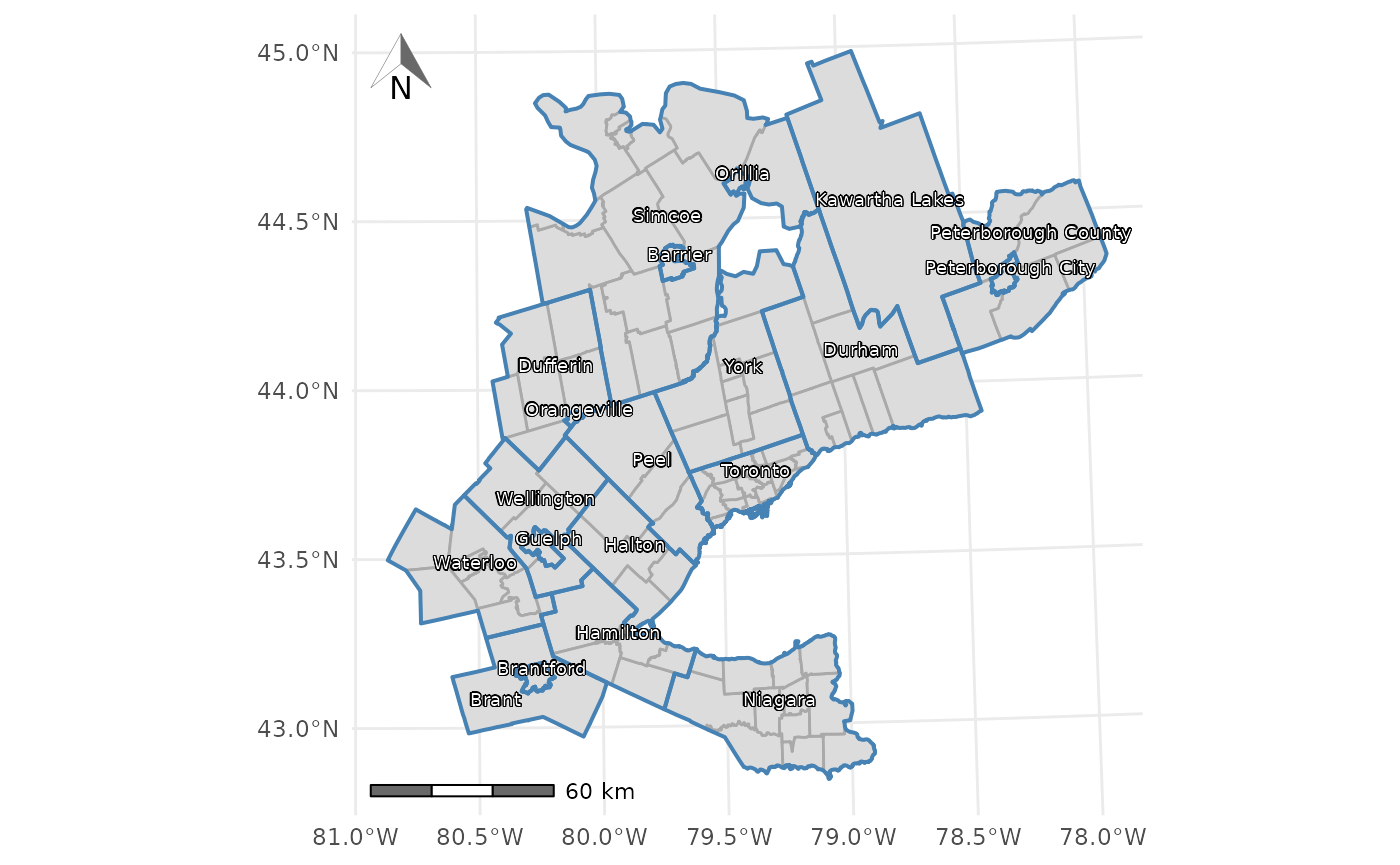 45.0°N
N
Orillia
Kawartha Lakes
44.5°N
Simcoe
Peterborough County
Barrier
Peterborough City
Durham
Dufferin
York
44.0°N
Orangeville
Peel
Toronto
Wellington
Guelph
Halton
43.5°N
Waterloo
Hamilton
Brantford
Brant
Niagara
43.0°N
60 km
81.0°W 80.5°W 80.0°W 79.5°W 79.0°W 78.5°W 78.0°W